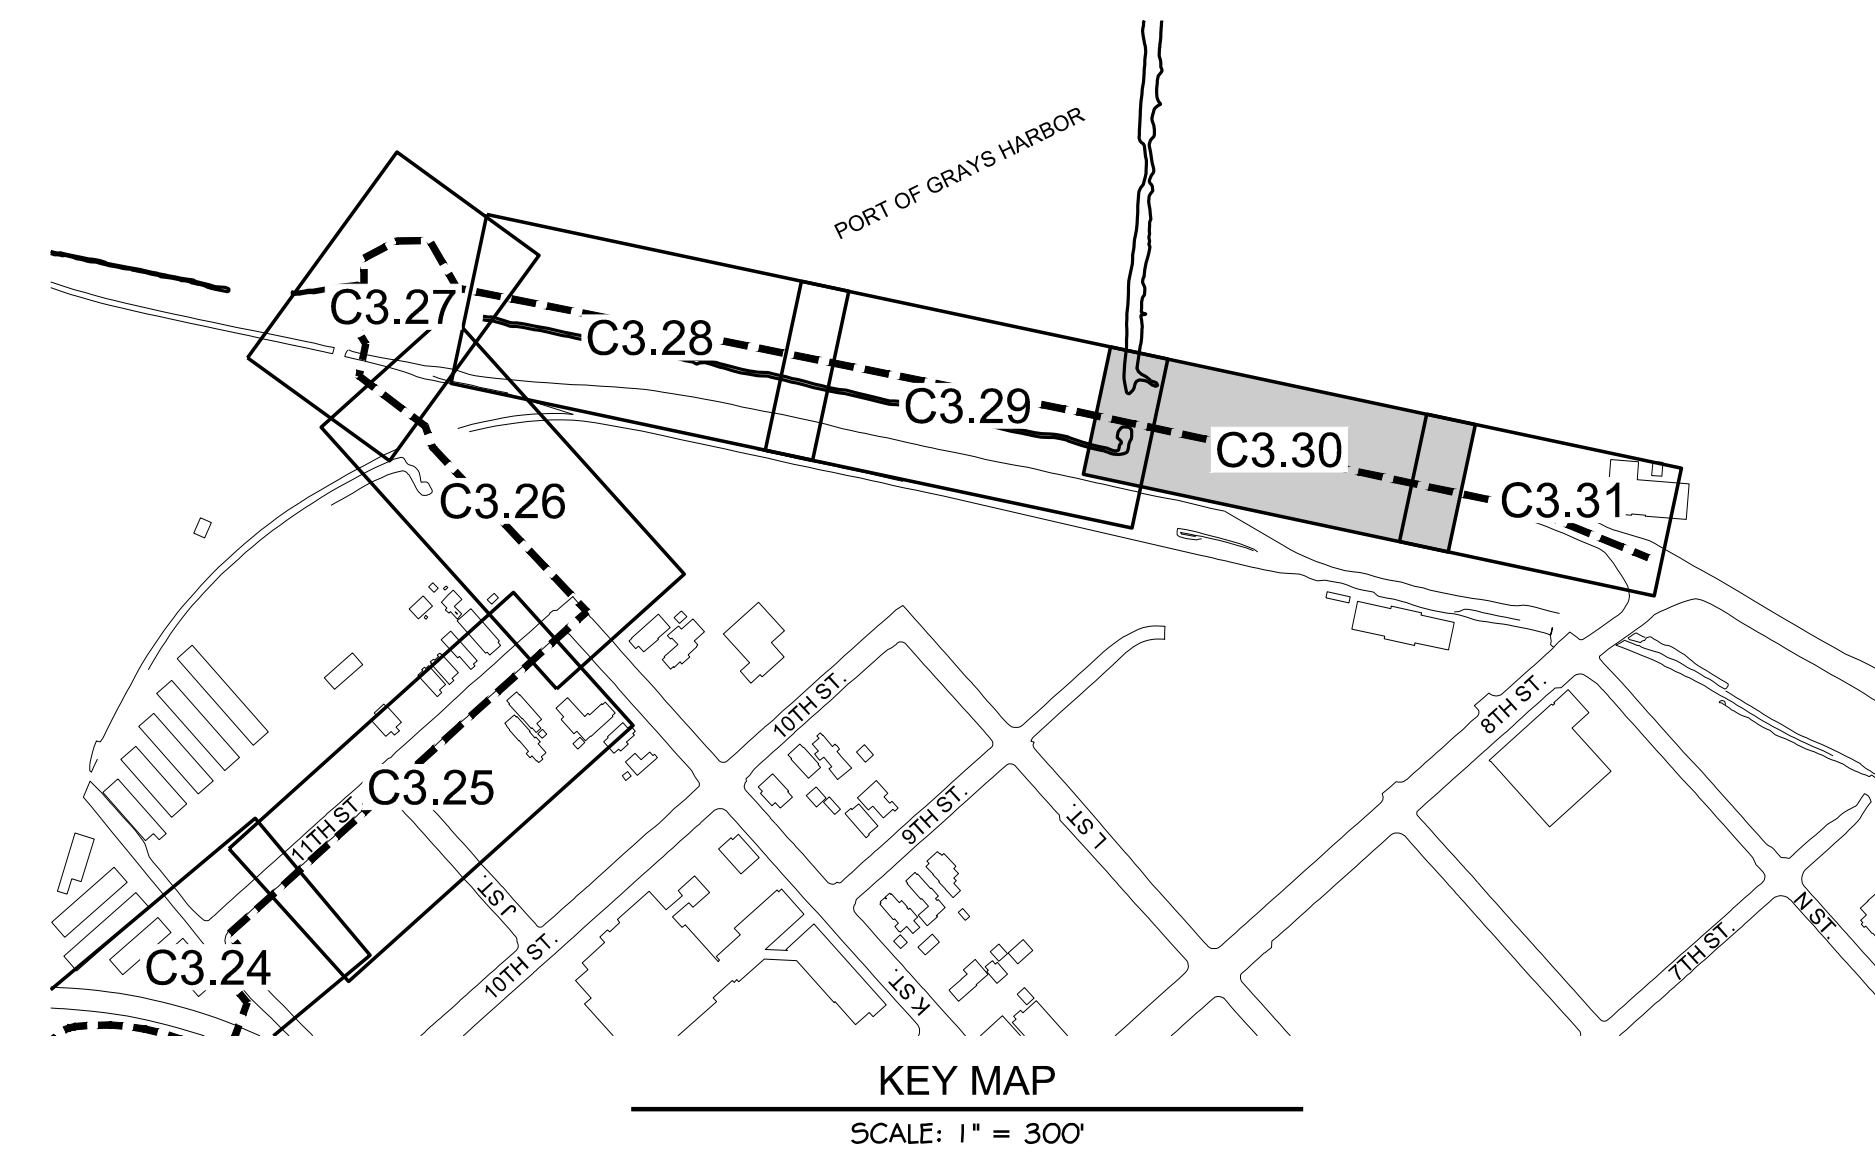 PORT OF GRAYS HARBOR
C3.27
C3.28
C3.29
C3.30
C3.31
C3.26
10TH ST.
8TH ST.
C3.25
11TH ST.
9TH ST.
L ST.
J ST.
N ST.
7TH ST.
C3.24
10TH ST.
K ST.
KEY MAP
SCALE: 1" = 300'